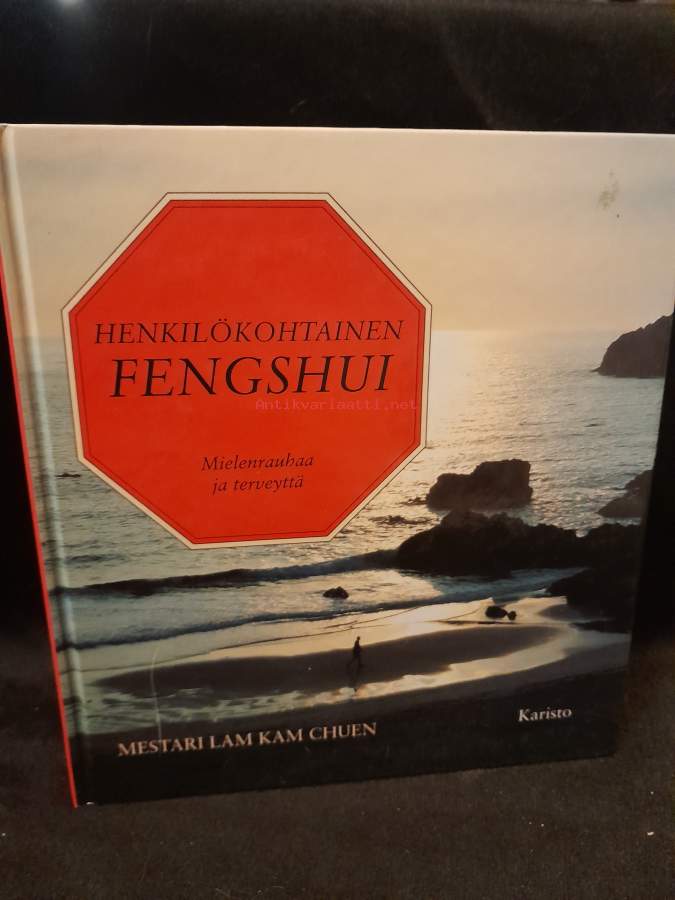 HENKILÖKOHTAINEN
FENGSHUI
Antikvariaatti.net
Mielenrauhaa
ja terveyttä
MESTARI LAM KAM CHUEN
Karisto